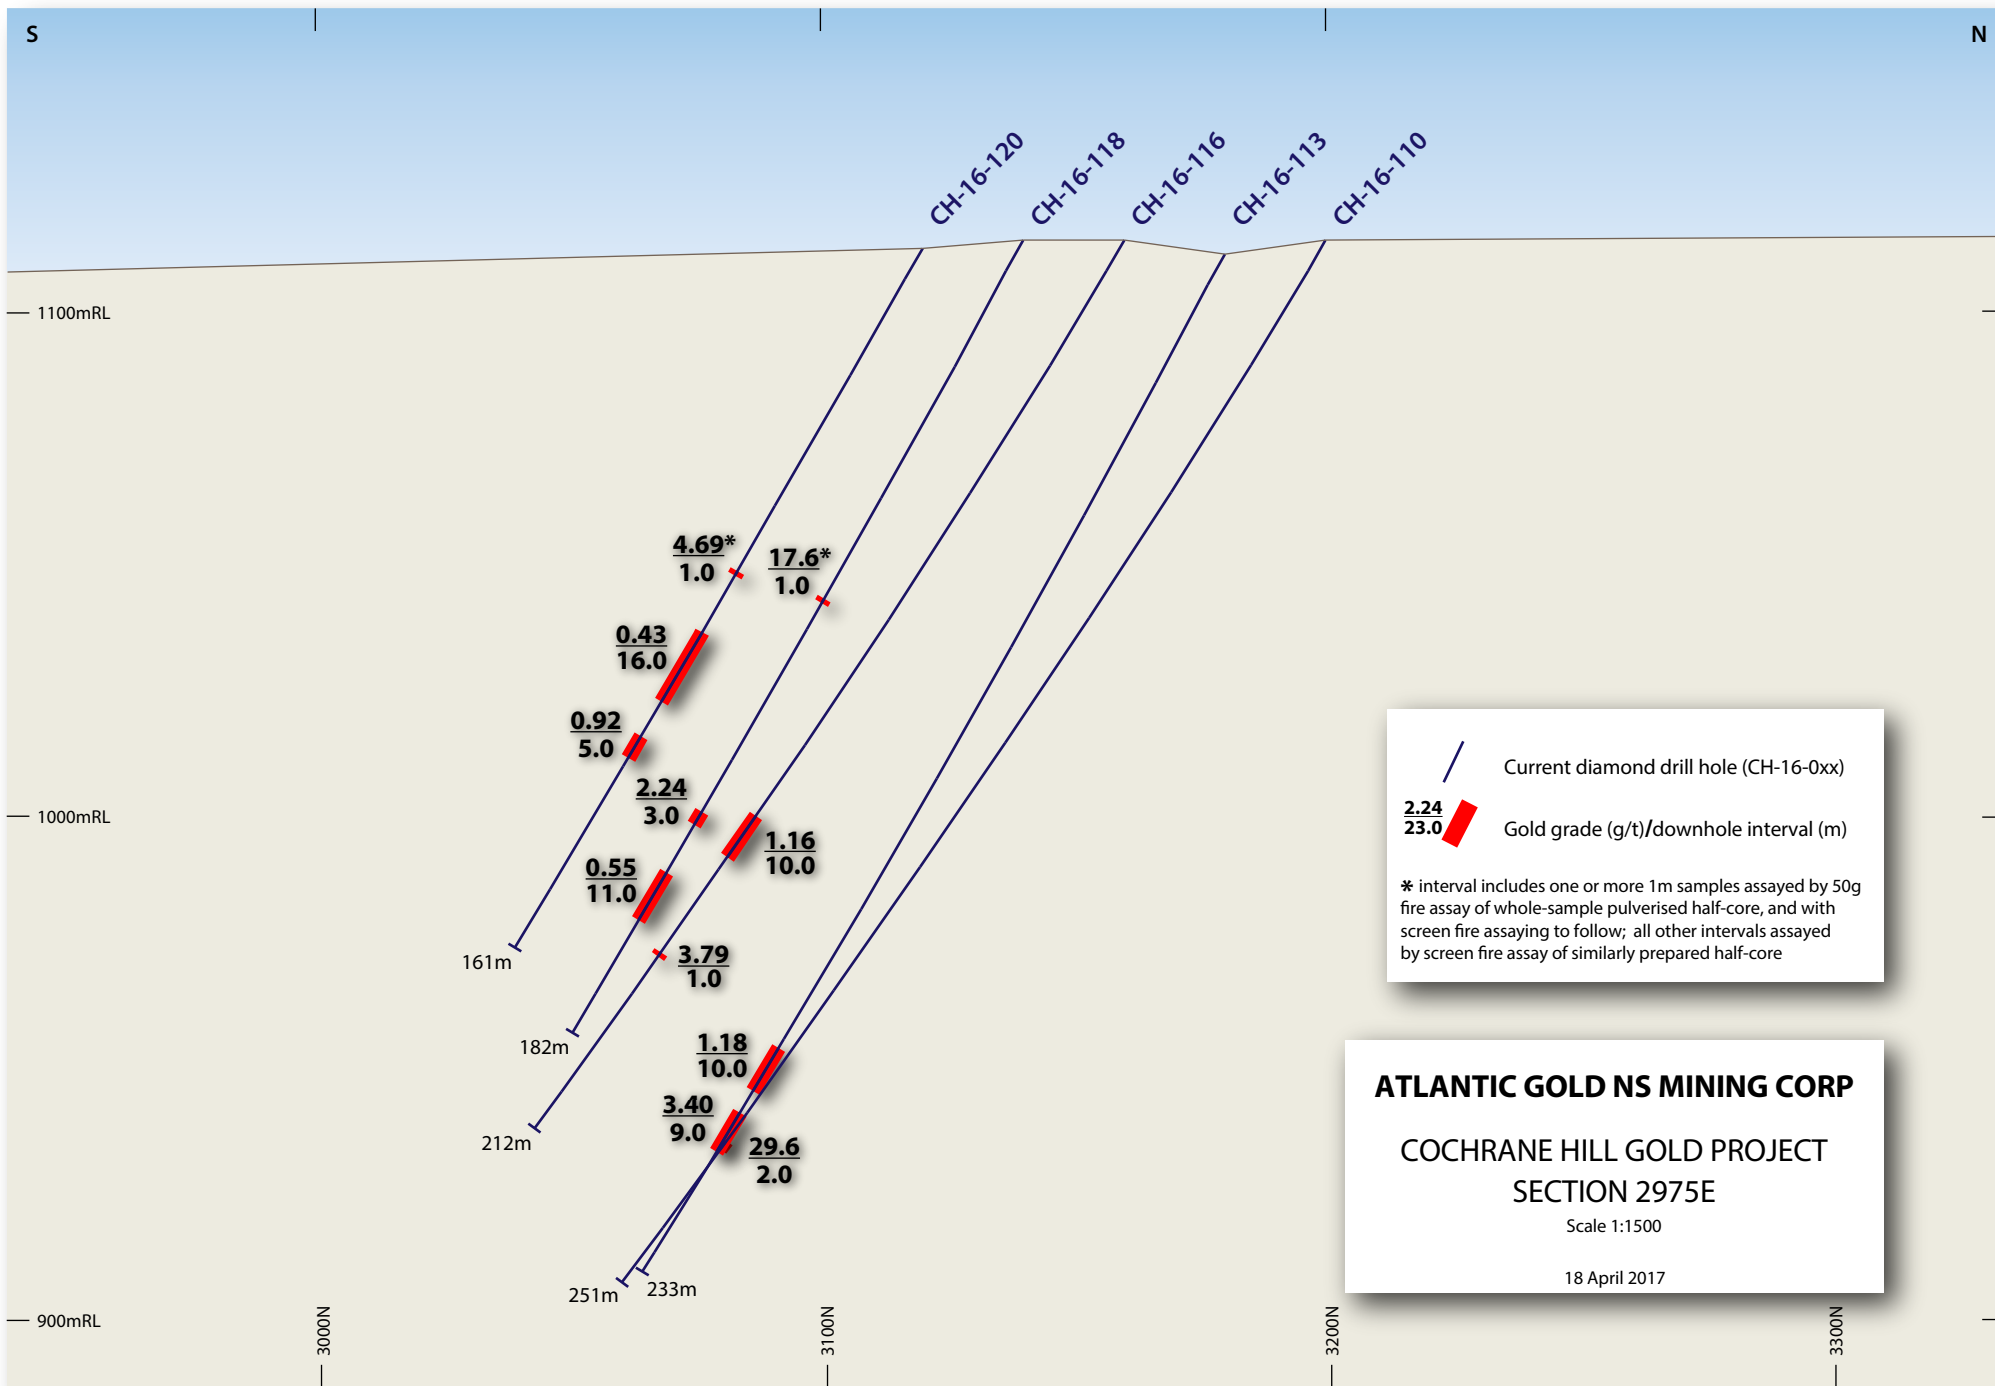 S
N
CH-16-120
CH-16-118
CH-16-116
CH-16-113
CH-16-110
1100mRL
4.69*
1.0
17.6*
1.0
0.43
16.0
0.92
5.0
2.24
3.0
1000mRL
1.16
10.0
0.55
11.0
3.79
1.0
161m
182m
1.18
10.0
3.40
9.0
29.6
2.0
212m
251m
233m
900mRL
3000N
3100N
3200N
3300N
Current diamond drill hole (CH-16-0xx)
2.24
23.0
Gold grade (g/t)/downhole interval (m)
* interval includes one or more 1m samples assayed by 50g
fire assay of whole-sample pulverised half-core, and with
screen fire assaying to follow; all other intervals assayed
by screen fire assay of similarly prepared half-core
ATLANTIC GOLD NS MINING CORP
COCHRANE HILL GOLD PROJECT
SECTION 2975E
Scale 1:1500
18 April 2017